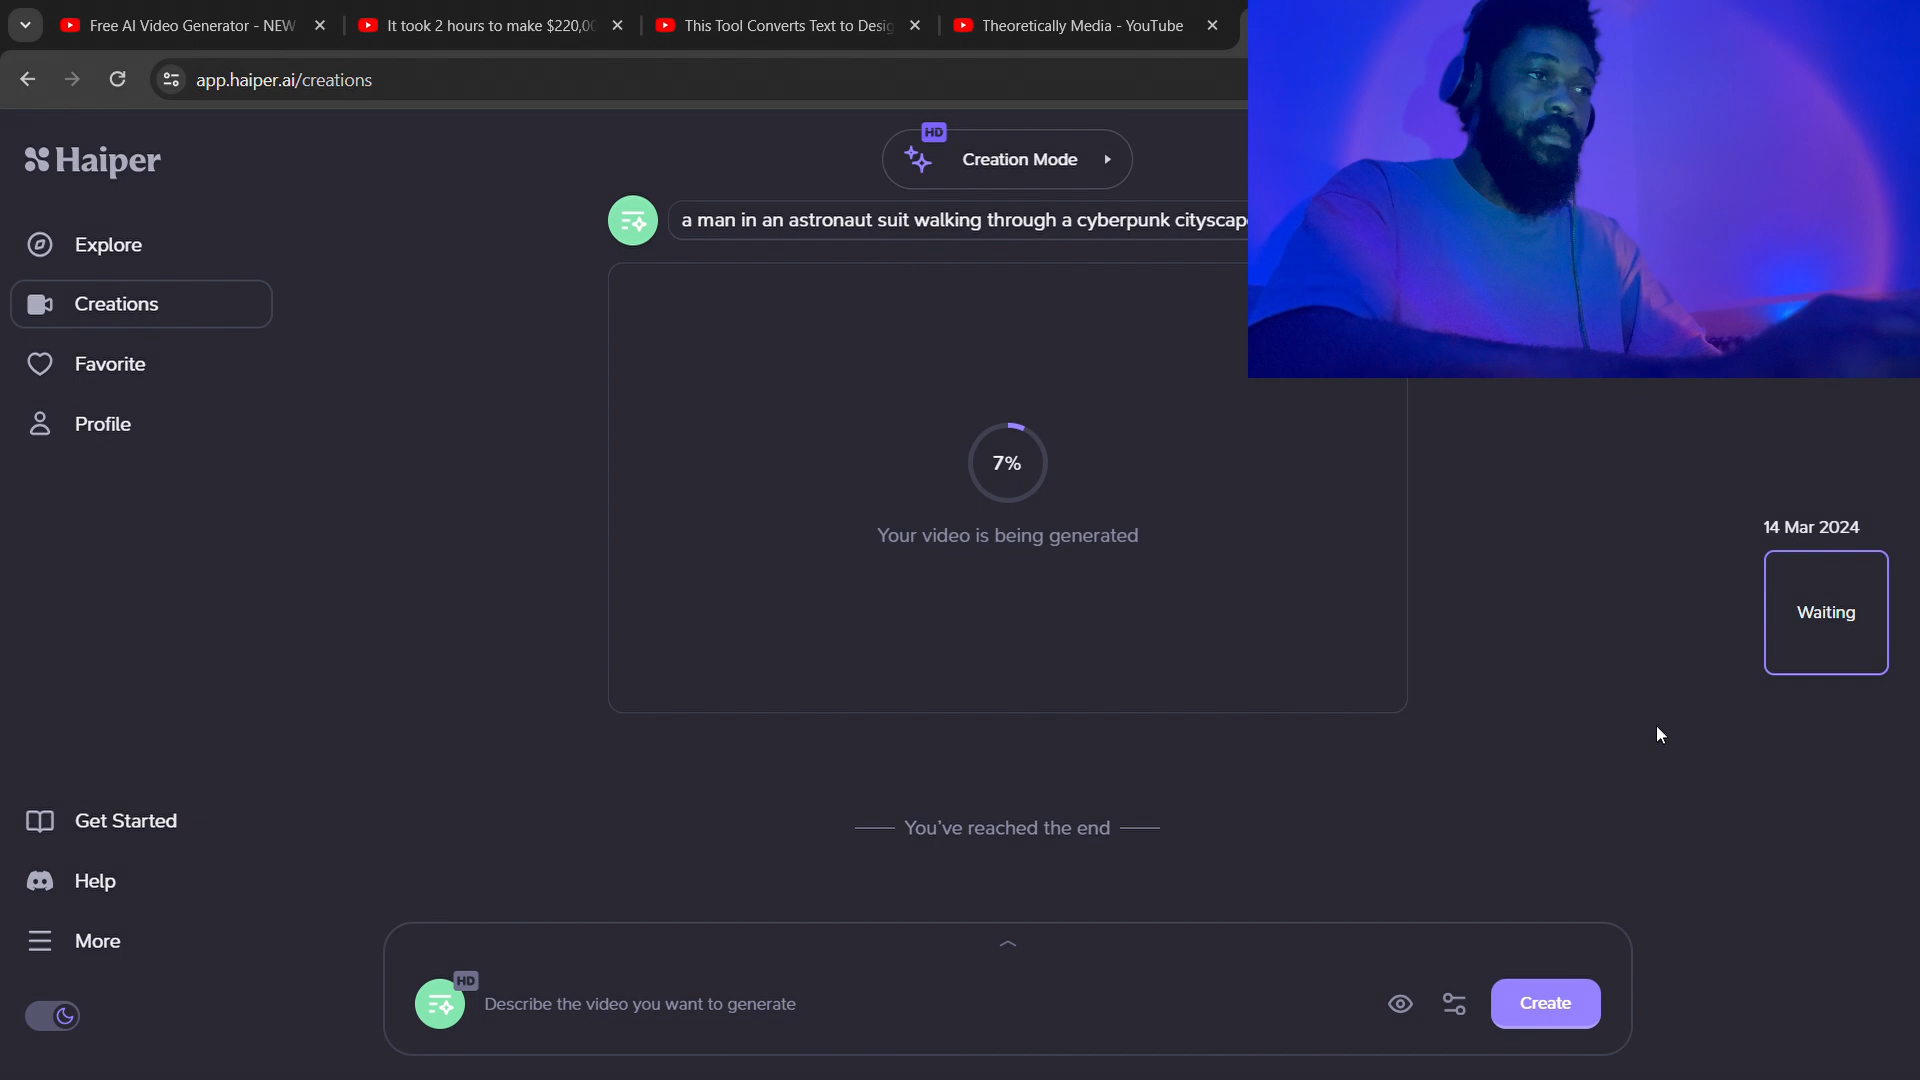 Free AI Video Generator - NEW
It took 2 hours to make $220,00
This Tool Converts Text to Desig
Theoretically Media - YouTube
app.haiper.ai/creations
Haiper
HD
Creation Mode
a man in an astronaut suit walking through a cyberpunk cityscape
Explore
Creations
Favorite
Profile
7%
Your video is being generated
14 Mar 2024
Waiting
You've reached the end
Get Started
Help
More
HD
Describe the video you want to generate
Create